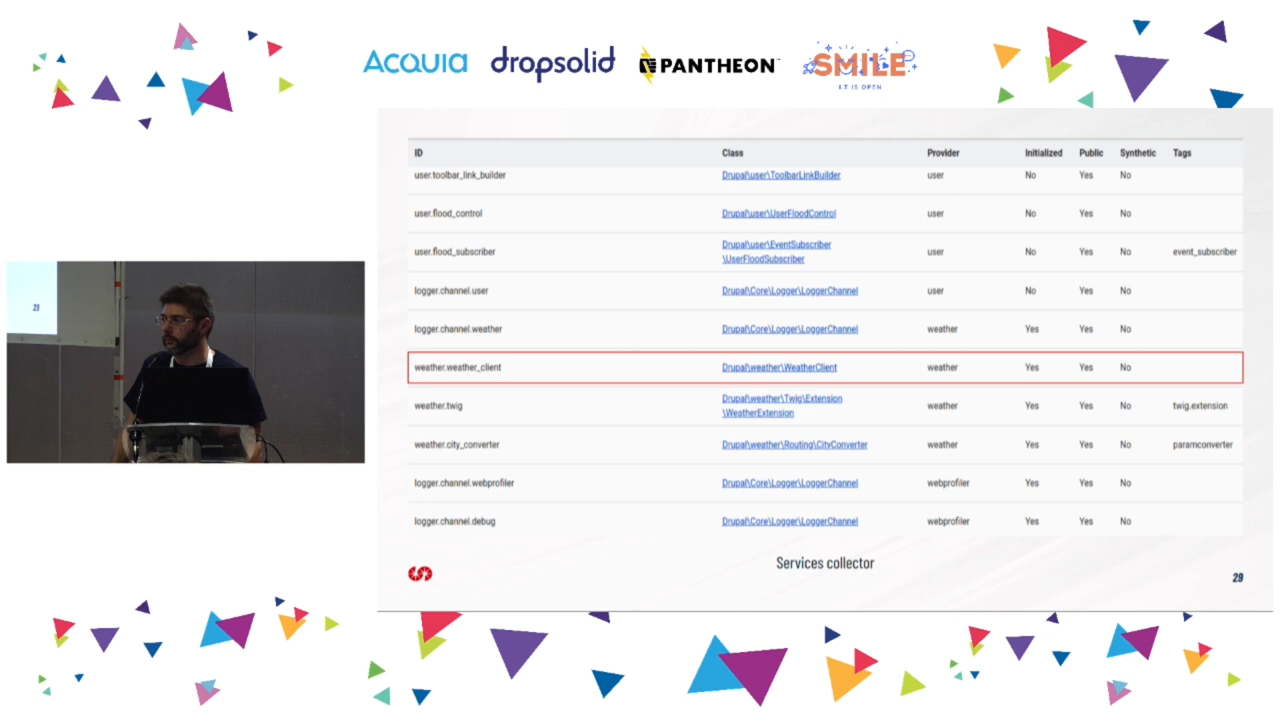 Acquia dropsolid PANTHEON SMILE
I.T IS OPEN
ID Class Provider Initialized Public Synthetic Tags
user.toolbar_link_builder Drupal\user\ToolbarLinkBuilder user No Yes No
user.flood_control Drupal\user\UserFloodControl user No Yes No
user.flood_subscriber Drupal\user\EventSubscriber
\UserFloodSubscriber user No Yes No event_subscriber
logger.channel.user Drupal\Core\Logger\LoggerChannel user No Yes No
logger.channel.weather Drupal\Core\Logger\LoggerChannel weather Yes Yes No
weather.weather_client Drupal\weather\WeatherClient weather Yes Yes No
weather.twig Drupal\weather\Twig\Extension
\WeatherExtension weather Yes Yes No twig.extension
weather.city_converter Drupal\weather\Routing\CityConverter weather Yes Yes No paramconverter
logger.channel.webprofiler Drupal\Core\Logger\LoggerChannel webprofiler Yes Yes No
logger.channel.debug Drupal\Core\Logger\LoggerChannel webprofiler Yes Yes No
Services collector
29
29